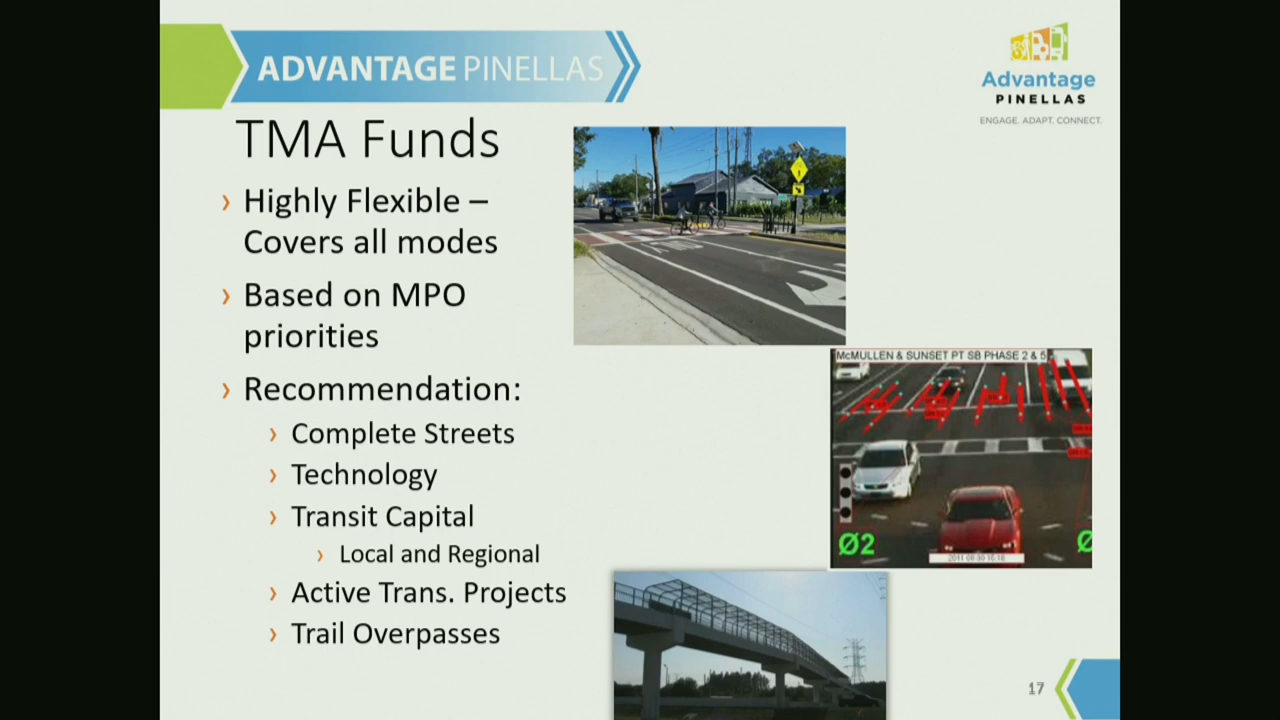 ADVANTAGE PINELLAS
Advantage
PINELLAS
ENGAGE. ADAPT. CONNECT.
TMA Funds
Highly Flexible –
Covers all modes
Based on MPO
priorities
Recommendation:
Complete Streets
Technology
Transit Capital
Local and Regional
Active Trans. Projects
Trail Overpasses
McMULLEN & SUNSET PT SB PHASE 2 & 5
Ø2
Ø
17